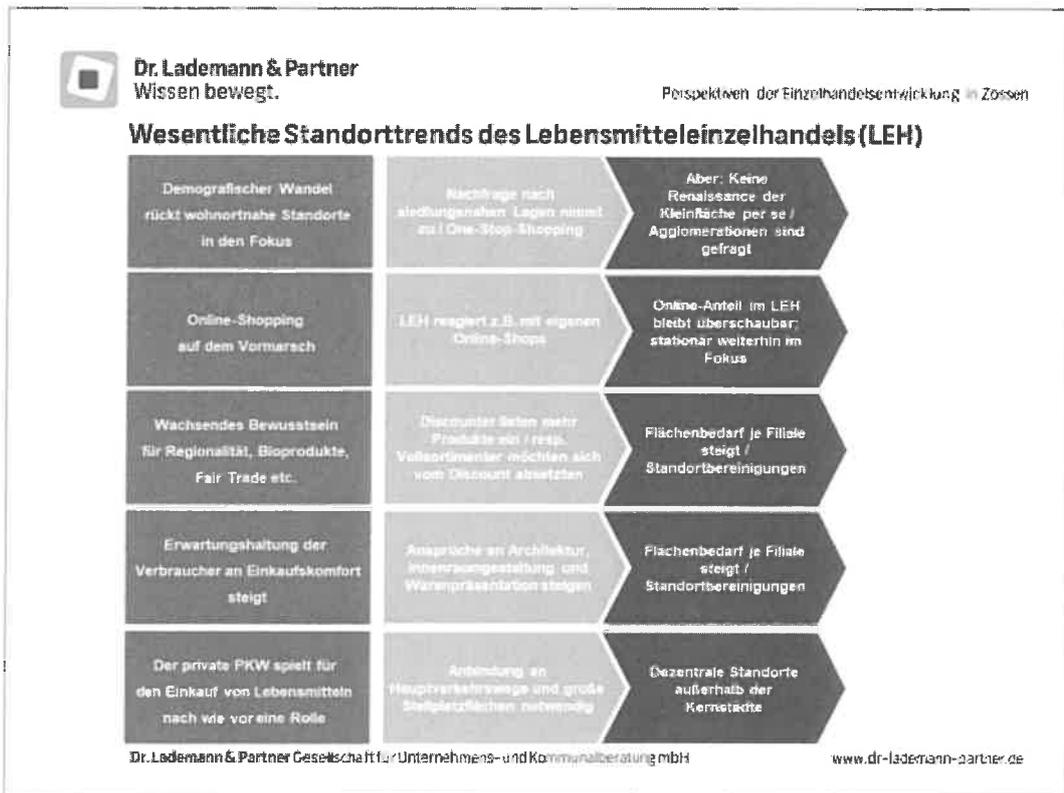 Dr. Lademann & Partner
Wissen bewegt.
Perspektiven der Einzelhandelsentwicklung in Zossen
Wesentliche Standorttrends des Lebensmitteleinzelhandels (LEH)
Demografischer Wandel
rückt wohnortnahe Standorte
in den Fokus
Nachfrage nach
siedlungsnahen Lagen nimmt
zu / One-Stop-Shopping
Aber: Keine
Renaissance der
Kleinfläche per se /
Agglomerationen sind
gefragt
Online-Shopping
auf dem Vormarsch
LEH reagiert z.B. mit eigenen
Online-Shops
Online-Anteil im LEH
bleibt überschaubar;
stationär weiterhin im
Fokus
Wachsendes Bewusstsein
für Regionalität, Bioprodukte,
Fair Trade etc.
Discounter listen mehr
Produkte ein / resp.
Vollsortimenter möchten sich
vom Discount absetzten
Flächenbedarf je Filiale
steigt /
Standortbereinigungen
Erwartungshaltung der
Verbraucher an Einkaufskomfort
steigt
Ansprüche an Architektur,
Innenraumgestaltung und
Warenpräsentation steigen
Flächenbedarf je Filiale
steigt /
Standortbereinigungen
Der private PKW spielt für
den Einkauf von Lebensmitteln
nach wie vor eine Rolle
Anbindung an
Hauptverkehrswege und große
Stellplatzflächen notwendig
Dezentrale Standorte
außerhalb der
Kernstädte
Dr. Lademann & Partner Gesellschaft für Unternehmens- und Kommunalberatung mbH
www.dr-lademann-partner.de